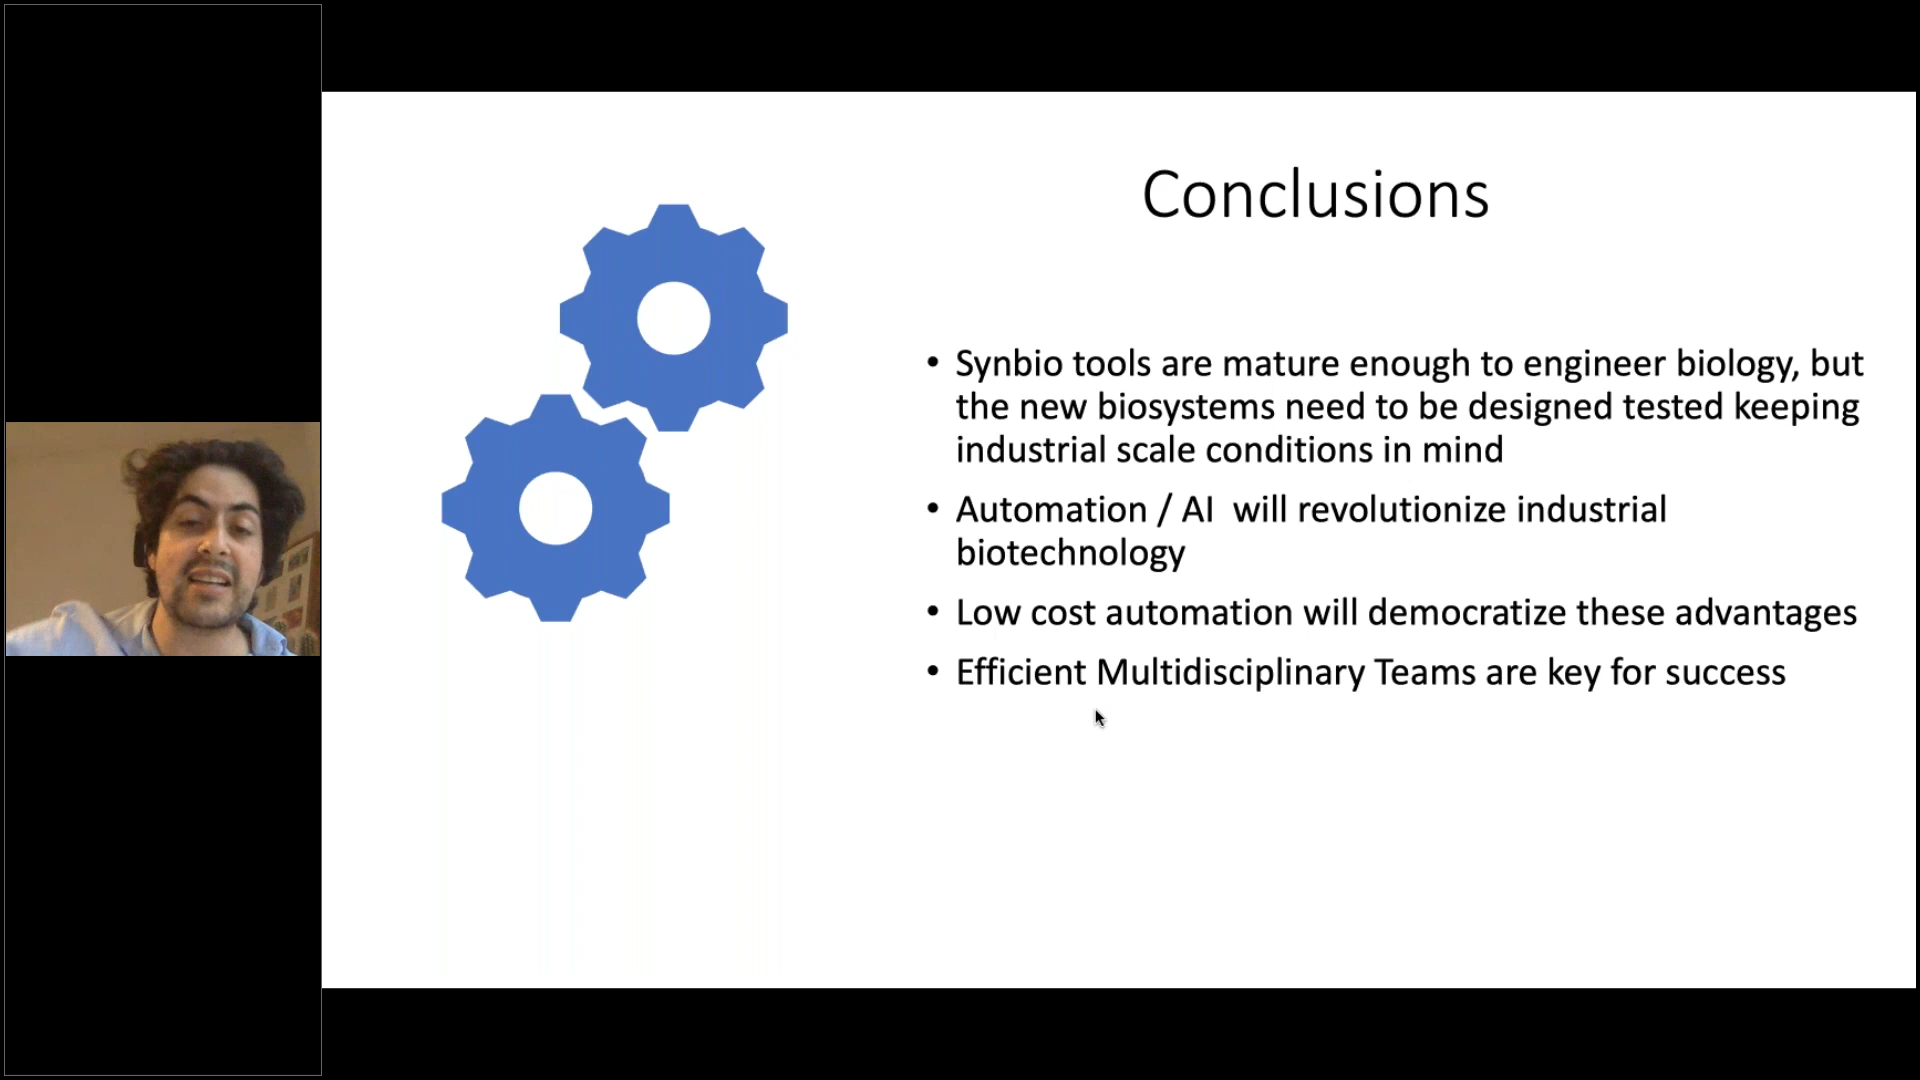 Conclusions
• Synbio tools are mature enough to engineer biology, but
the new biosystems need to be designed tested keeping
industrial scale conditions in mind
• Automation / AI  will revolutionize industrial
biotechnology
• Low cost automation will democratize these advantages
• Efficient Multidisciplinary Teams are key for success